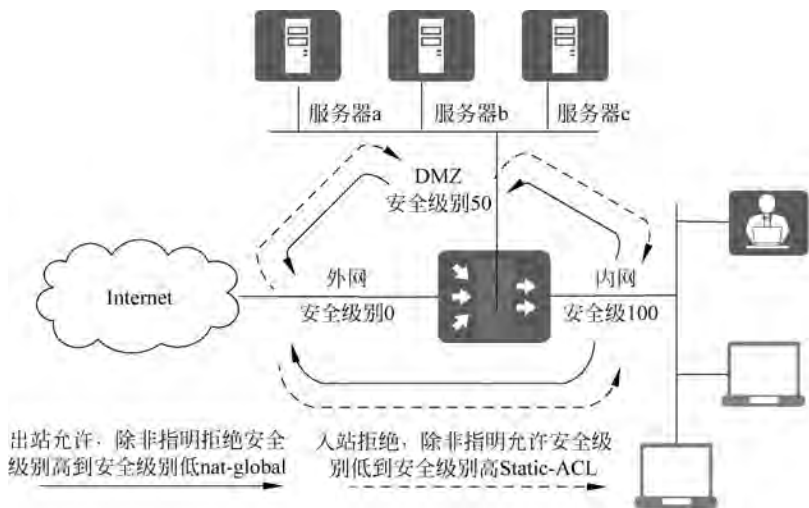 服务器a
服务器b
服务器c
DMZ
安全级别50
Internet
外网
安全级别0
内网
安全级100
出站允许，除非指明拒绝安全
级别高到安全级别低nat-global
入站拒绝，除非指明允许安全级
别低到安全级别高Static-ACL